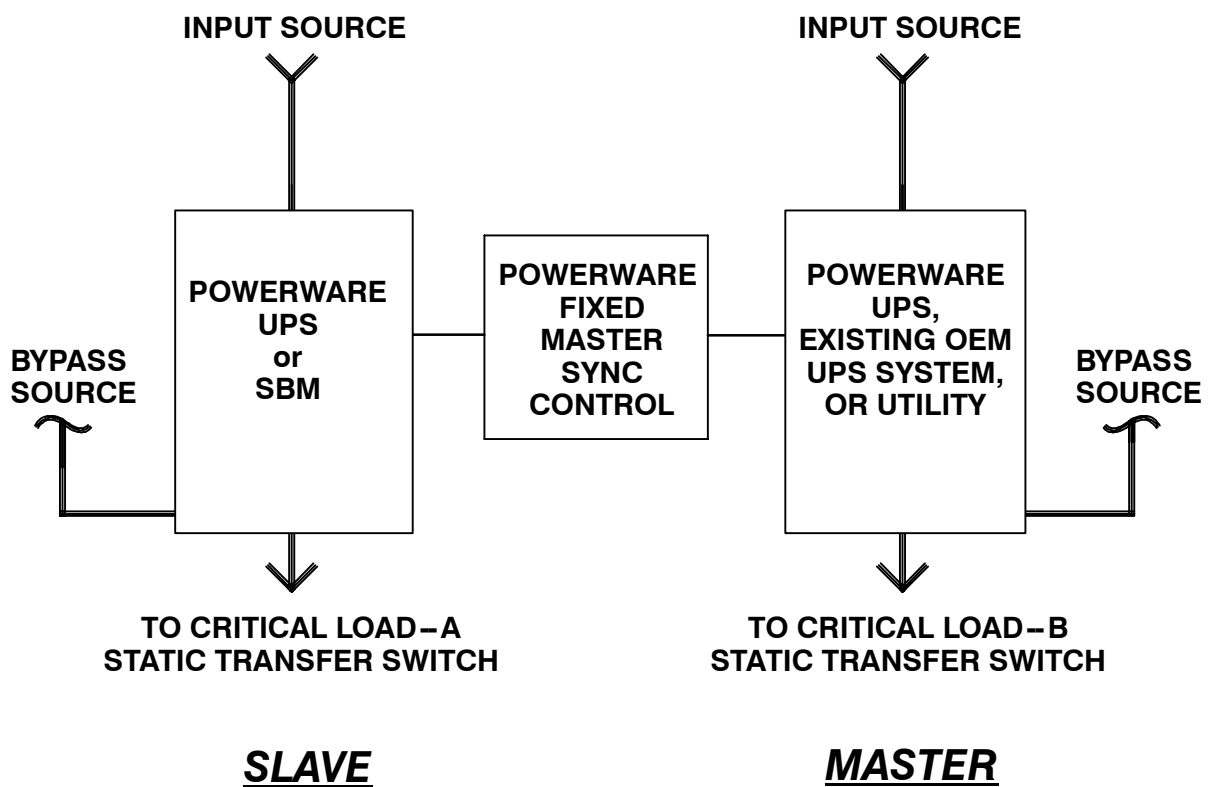 INPUT SOURCE
INPUT SOURCE
POWERWARE
UPS
or
SBM
POWERWARE
FIXED
MASTER
SYNC
CONTROL
POWERWARE
UPS,
EXISTING OEM
UPS SYSTEM,
OR UTILITY
BYPASS
SOURCE
BYPASS
SOURCE
TO CRITICAL LOAD--A
STATIC TRANSFER SWITCH
TO CRITICAL LOAD--B
STATIC TRANSFER SWITCH
SLAVE
MASTER